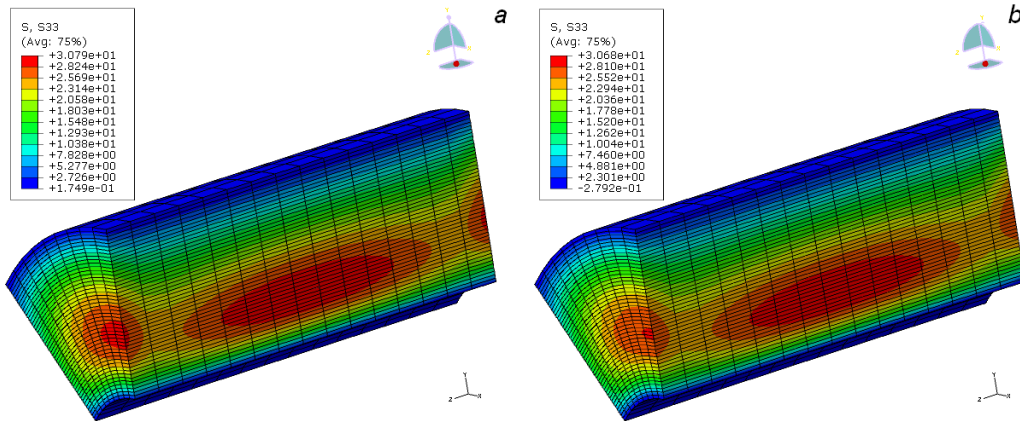 a
S, S33
(Avg: 75%)
+3.079e+01
+2.824e+01
+2.569e+01
+2.314e+01
+2.058e+01
+1.803e+01
+1.548e+01
+1.293e+01
+1.038e+01
+7.828e+00
+5.277e+00
+2.726e+00
+1.749e-01
Y
Z
X
Y
Z
X
b
S, S33
(Avg: 75%)
+3.068e+01
+2.810e+01
+2.552e+01
+2.294e+01
+2.036e+01
+1.778e+01
+1.520e+01
+1.262e+01
+1.004e+01
+7.460e+00
+4.881e+00
+2.301e+00
-2.792e-01
Y
Z
X
Y
Z
X